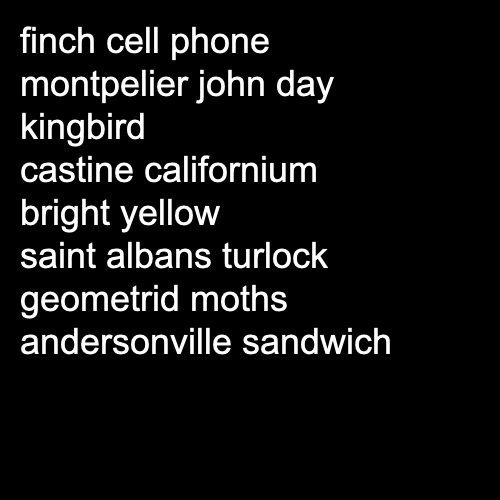 finch cell phone
montpelier john day
kingbird
castine californium
bright yellow
saint albans turlock
geometrid moths
andersonville sandwich